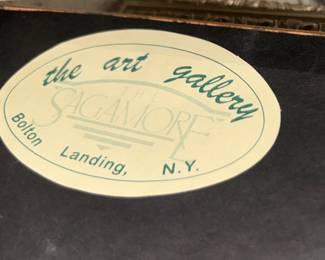 the art gallery
SAGAMORE
Bolton Landing, N.Y.